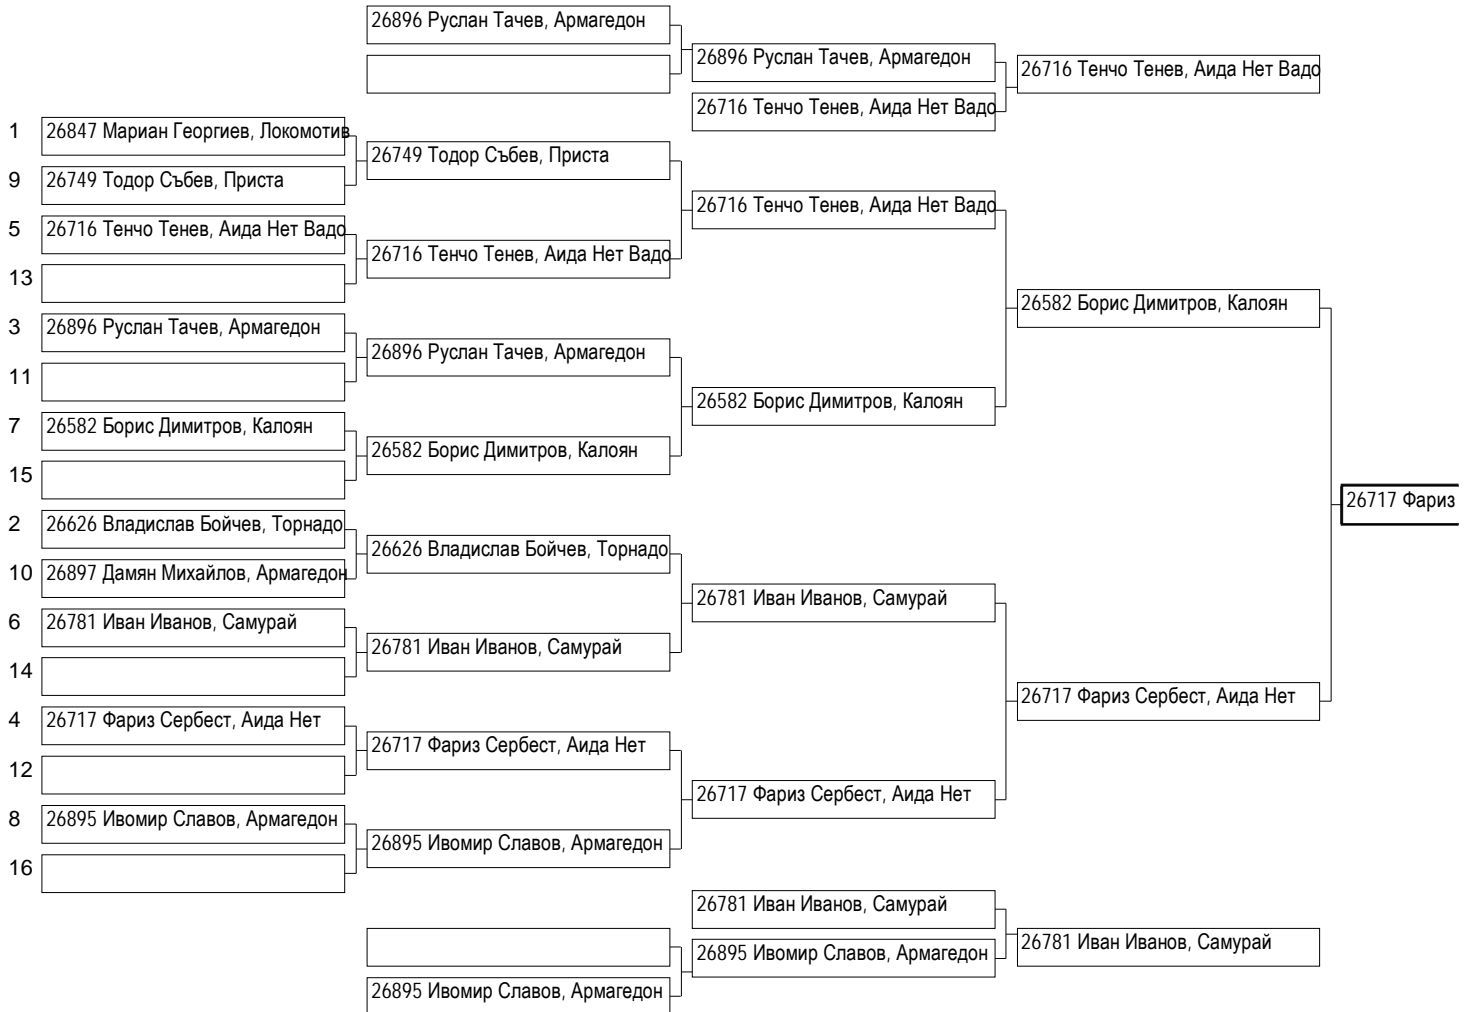 26896 Руслан Тачев, Армагедон
26896 Руслан Тачев, Армагедон
26716 Тенчо Тенев, Аида Нет Вадо
26716 Тенчо Тенев, Аида Нет Вадо
1 26847 Мариан Георгиев, Локомотив
26749 Тодор Събев, Приста
9 26749 Тодор Събев, Приста
26716 Тенчо Тенев, Аида Нет Вадо
5 26716 Тенчо Тенев, Аида Нет Вадо
26716 Тенчо Тенев, Аида Нет Вадо
13
26582 Борис Димитров, Калоян
3 26896 Руслан Тачев, Армагедон
26896 Руслан Тачев, Армагедон
11
26582 Борис Димитров, Калоян
7 26582 Борис Димитров, Калоян
26582 Борис Димитров, Калоян
15
26717 Фариз
2 26626 Владислав Бойчев, Торнадо
26626 Владислав Бойчев, Торнадо
10 26897 Дамян Михайлов, Армагедон
26781 Иван Иванов, Самурай
6 26781 Иван Иванов, Самурай
26781 Иван Иванов, Самурай
14
26717 Фариз Сербест, Аида Нет
4 26717 Фариз Сербест, Аида Нет
26717 Фариз Сербест, Аида Нет
12
26717 Фариз Сербест, Аида Нет
8 26895 Ивомир Славов, Армагедон
26895 Ивомир Славов, Армагедон
16
26781 Иван Иванов, Самурай
26781 Иван Иванов, Самурай
26895 Ивомир Славов, Армагедон
26895 Ивомир Славов, Армагедон